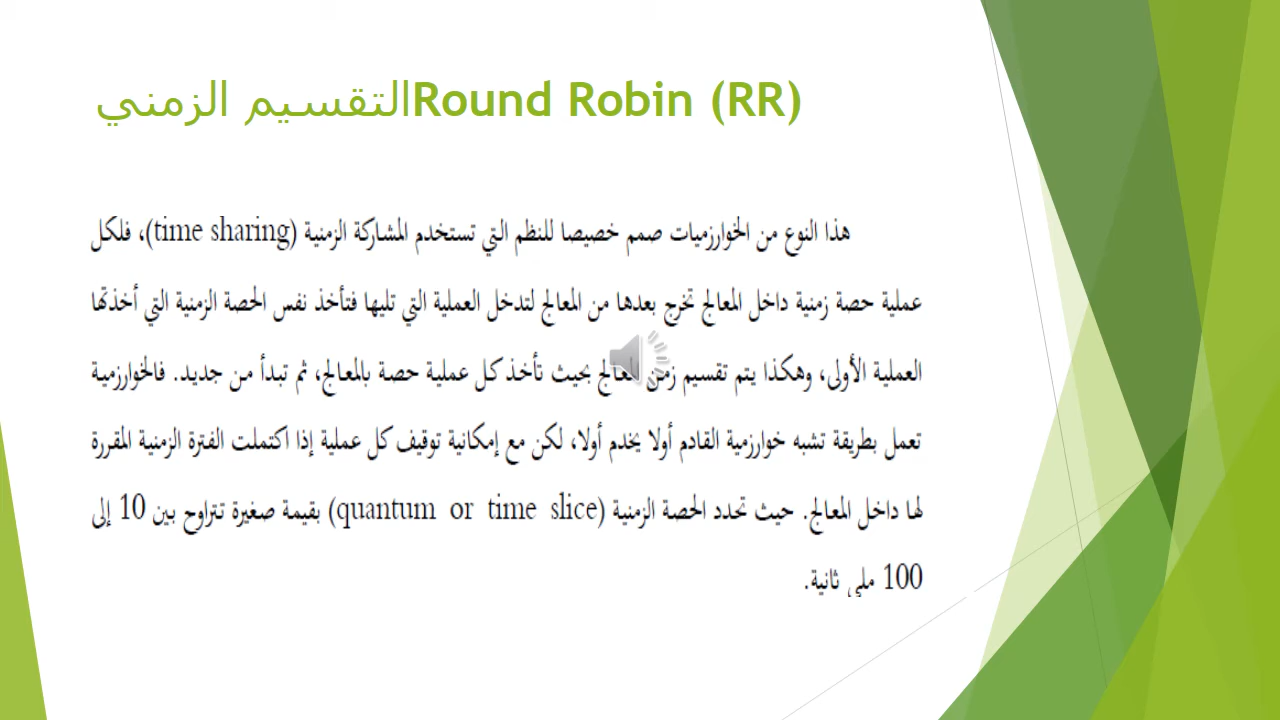 التقسيم الزمني Round Robin (RR)
هذا النوع من الخوارزميات صمم خصيصا للنظم التي تستخدم المشاركة الزمنية (time sharing)، فلكل
عملية حصة زمنية داخل المعالج تخرج بعدها من المعالج لتدخل العملية التي تليها فتأخذ نفس الحصة الزمنية التي أخذتها
العملية الأولى، وهكذا يتم تقسيم زمن المعالج بحيث تأخذ كل عملية حصة بالمعالج، ثم تبدأ من جديد. فالخوارزمية
تعمل بطريقة تشبه خوارزمية القادم أولا يخدم أولا، لكن مع إمكانية توقيف كل عملية إذا اكتملت الفترة الزمنية المقررة
لها داخل المعالج. حيث تحدد الحصة الزمنية (quantum or time slice) بقيمة صغيرة تتراوح بين 10 إلى
100 ملي ثانية.